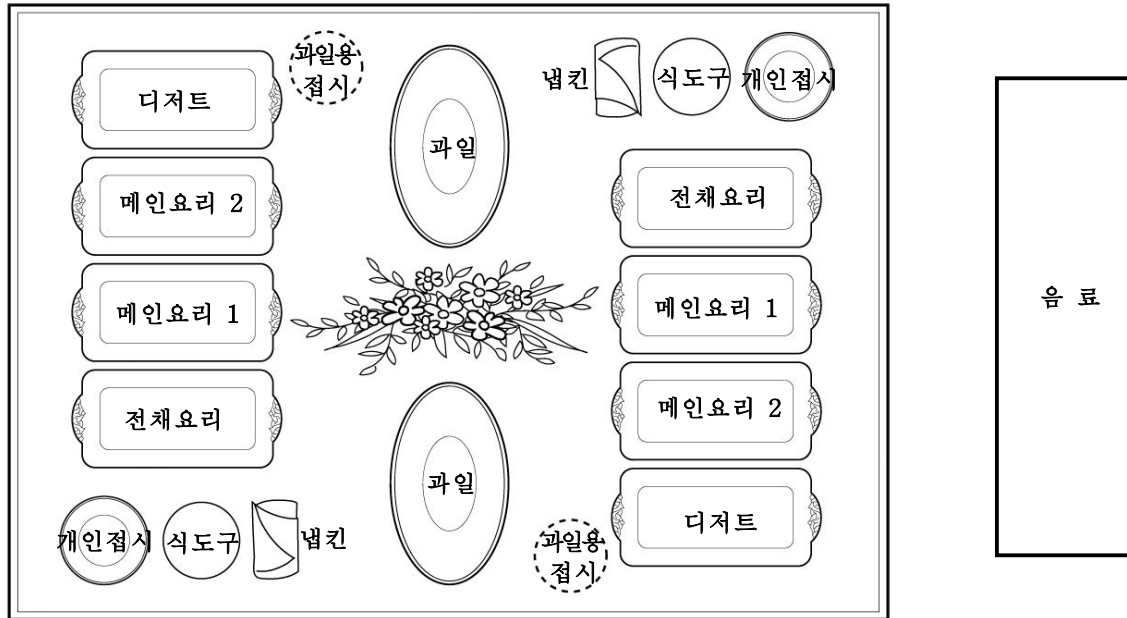 과일용
접시
디저트
과일
냅킨
식도구
개인접시
메인요리 2
전채요리
메인요리 1
메인요리 1
음 료
전채요리
메인요리 2
과일
디저트
개인접시
식도구
냅킨
과일용
접시